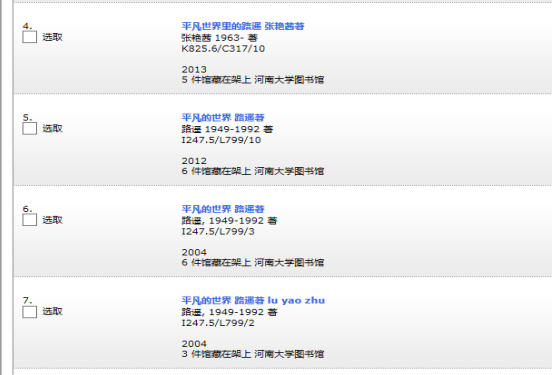 4.
选取
平凡世界里的路遥 张艳茜著
张艳茜 1963- 著
K825.6/C317/10
2013
5 件馆藏在架上 河南大学图书馆
5.
选取
平凡的世界 路遥著
路遥 1949-1992 著
I247.5/L799/10
2012
6 件馆藏在架上 河南大学图书馆
6.
选取
平凡的世界 路遥著
路遥, 1949-1992 著
I247.5/L799/3
2004
6 件馆藏在架上 河南大学图书馆
7.
选取
平凡的世界 路遥著 lu yao zhu
路遥, 1949-1992 著
I247.5/L799/2
2004
3 件馆藏在架上 河南大学图书馆